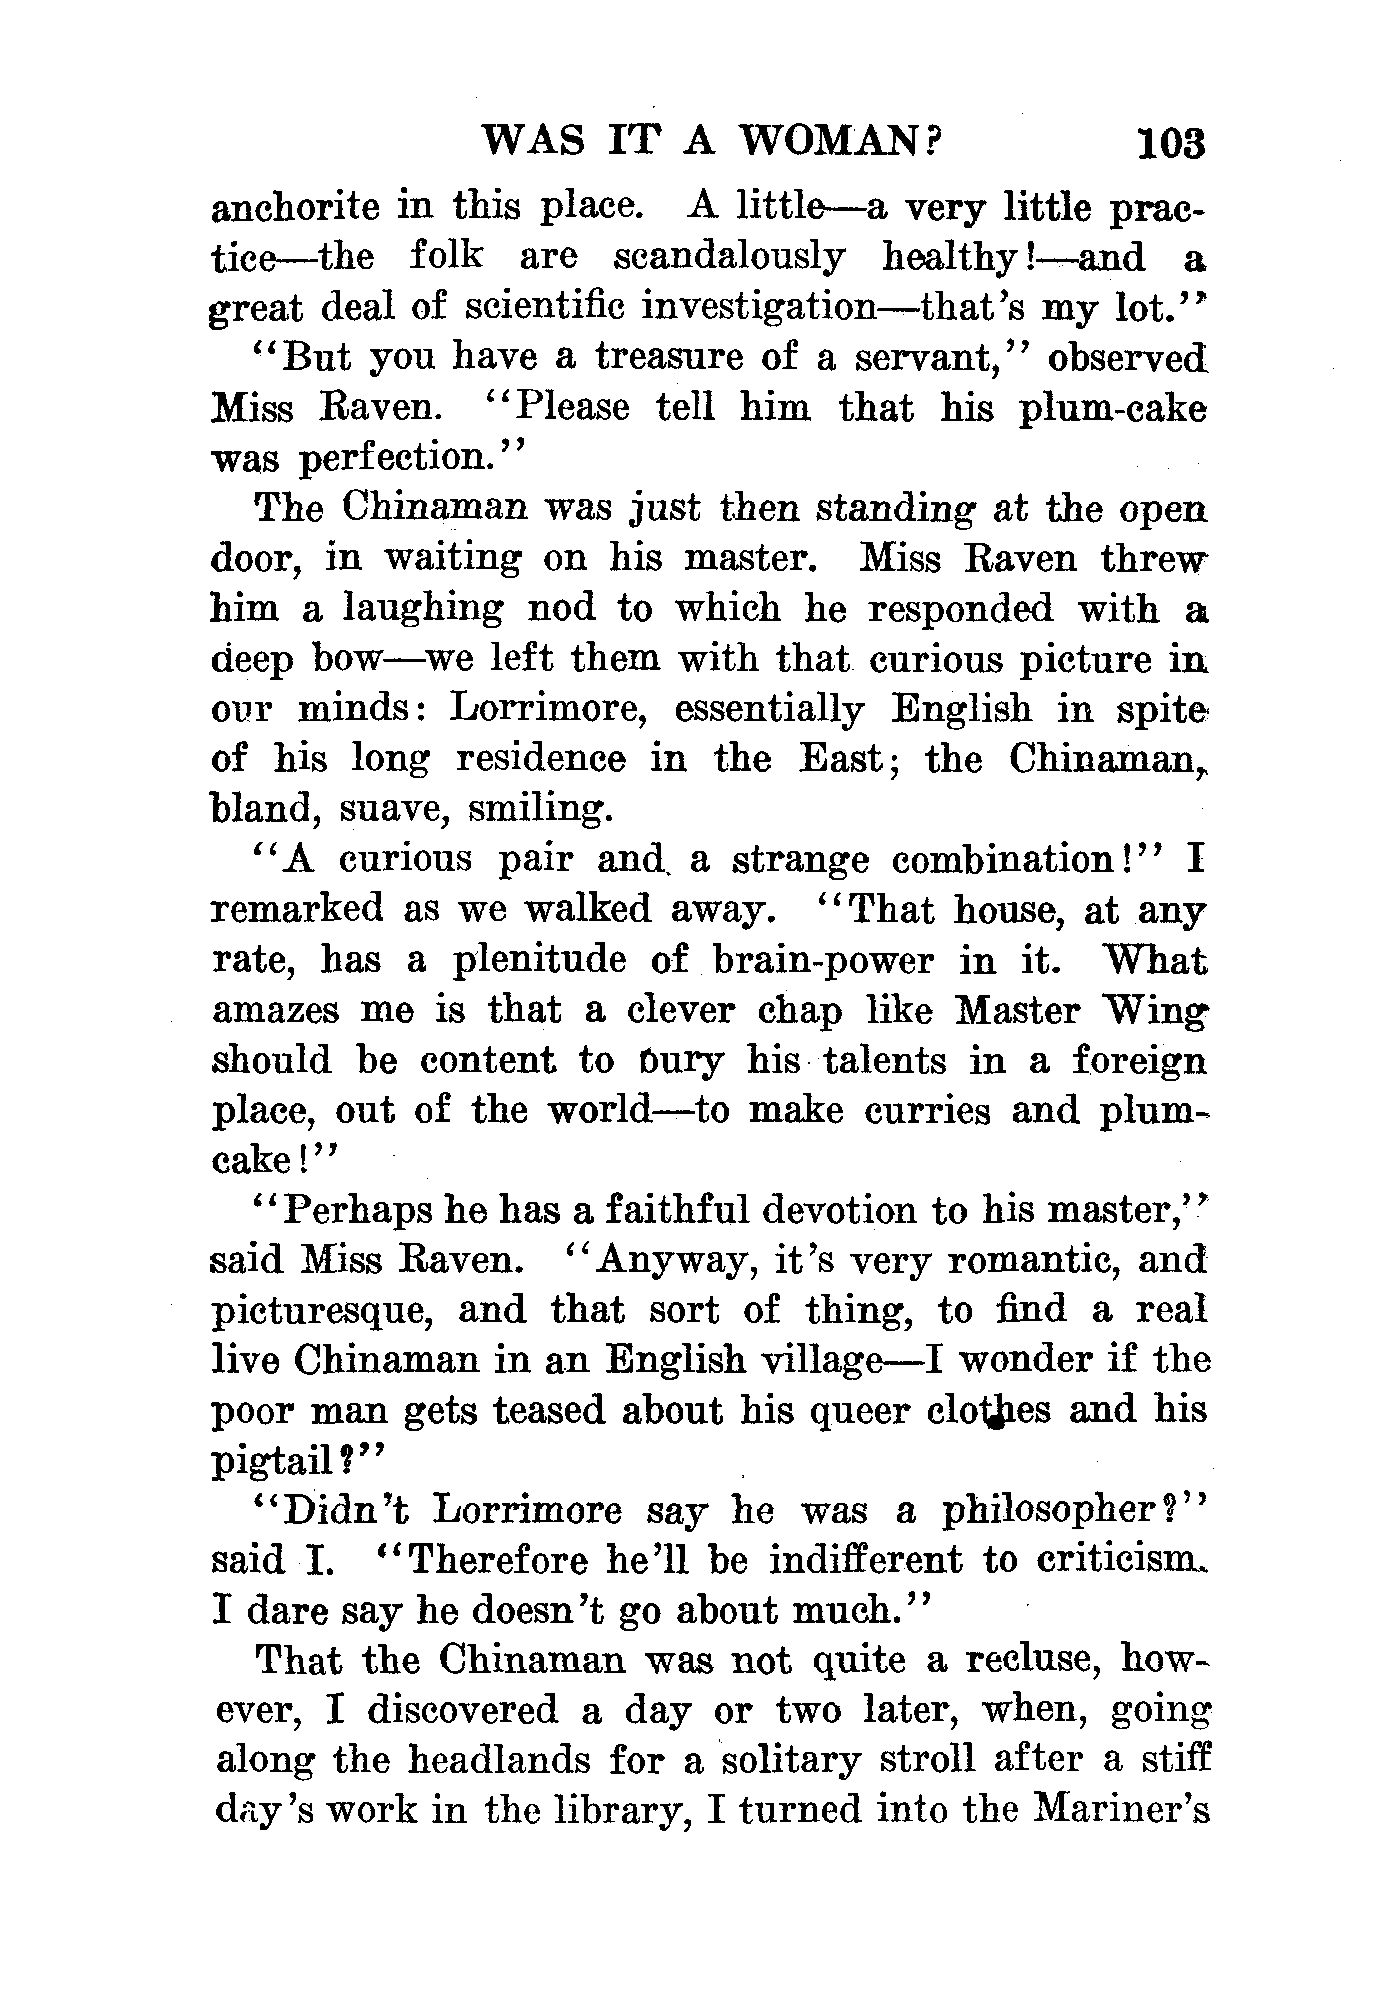 WAS IT A WOMAN? 103
anchorite in this place. A little—a very little prac-
tice—the folk are scandalously healthy!—and a
great deal of scientific investigation—that's my lot."
"But you have a treasure of a servant," observed
Miss Raven. "Please tell him that his plum-cake
was perfection."
The Chinaman was just then standing at the open
door, in waiting on his master. Miss Raven threw
him a laughing nod to which he responded with a
deep bow—we left them with that curious picture in
our minds: Lorrimore, essentially English in spite
of his long residence in the East; the Chinaman,
bland, suave, smiling.
"A curious pair and a strange combination!" I
remarked as we walked away. "That house, at any
rate, has a plenitude of brain-power in it. What
amazes me is that a clever chap like Master Wing
should be content to bury his talents in a foreign
place, out of the world—to make curries and plum-
cake!"
"Perhaps he has a faithful devotion to his master,"
said Miss Raven. "Anyway, it's very romantic, and
picturesque, and that sort of thing, to find a real
live Chinaman in an English village—I wonder if the
poor man gets teased about his queer clothes and his
pigtail?"
"Didn't Lorrimore say he was a philosopher?"
said I. "Therefore he'll be indifferent to criticism.
I dare say he doesn't go about much."
That the Chinaman was not quite a recluse, how-
ever, I discovered a day or two later, when, going
along the headlands for a solitary stroll after a stiff
day's work in the library, I turned into the Mariner's